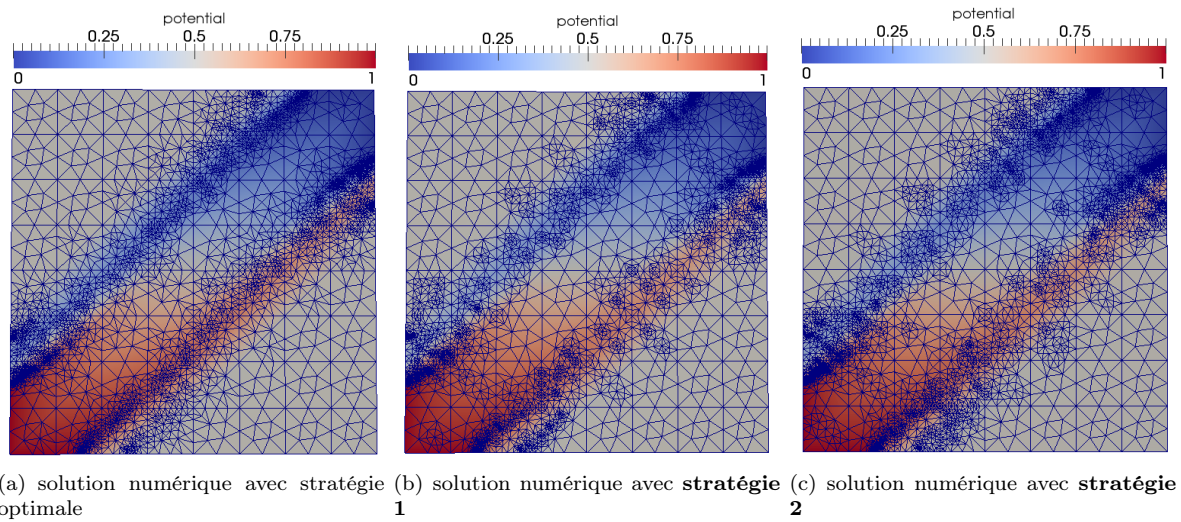 potential
0.25 0.5 0.75
0 1
potential
0.25 0.5 0.75
0 1
potential
0.25 0.5 0.75
0 1
(a) solution numérique avec stratégie
optimale
(b) solution numérique avec stratégie
1
(c) solution numérique avec stratégie
2